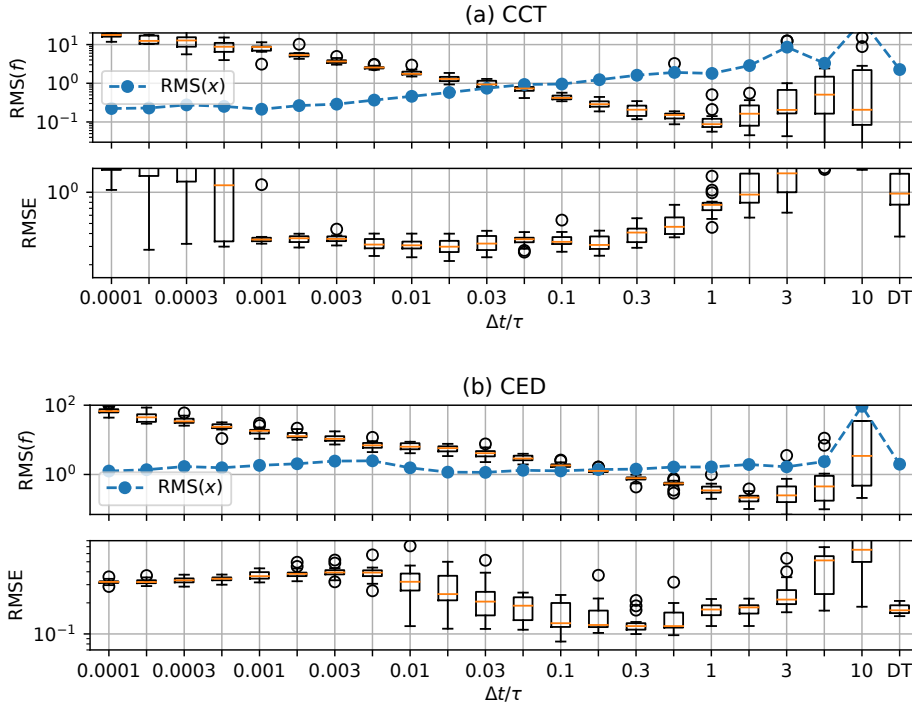 (a) CCT
RMS(f)
10¹
10⁰
10⁻¹
RMS(x)
RMSE
10⁰
0.0001 0.0003 0.001 0.003 0.01 0.03 0.1 0.3 1 3 10 DT
Δt/τ
(b) CED
RMS(f)
10²
10⁰
RMS(x)
RMSE
10⁻¹
0.0001 0.0003 0.001 0.003 0.01 0.03 0.1 0.3 1 3 10 DT
Δt/τ